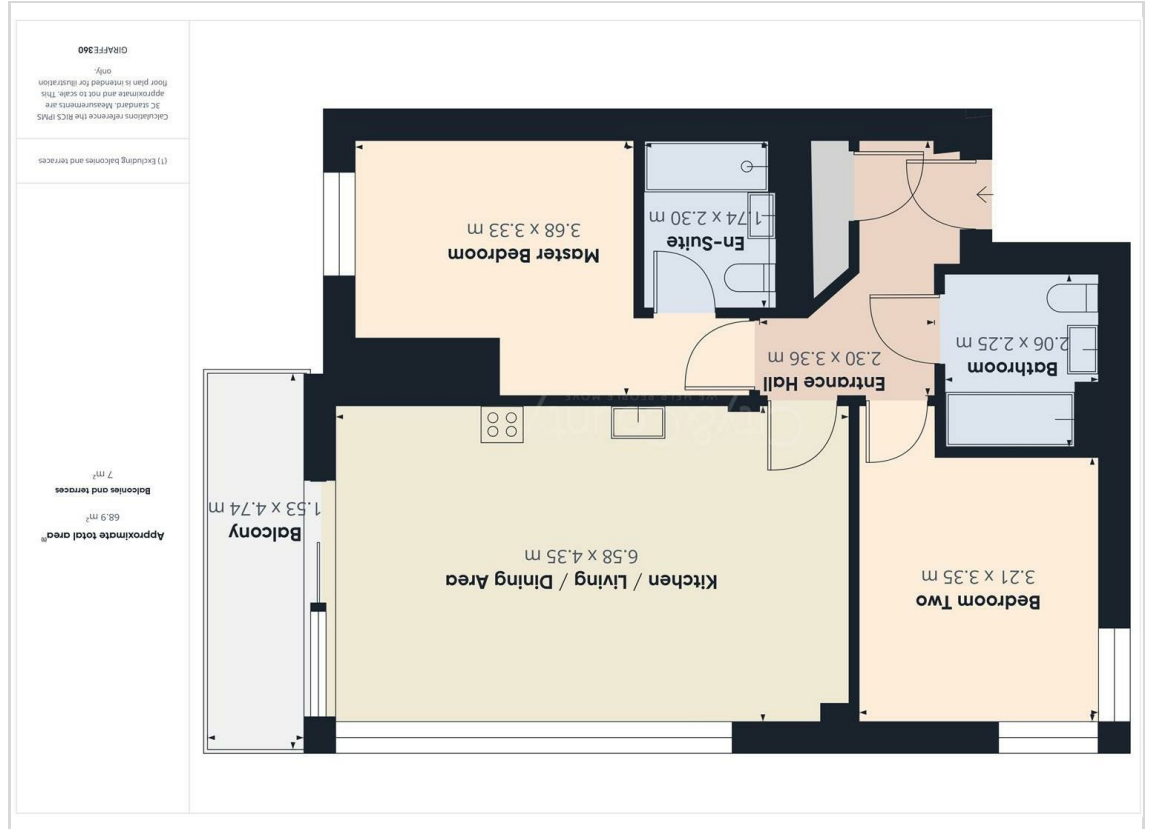 Bedroom Two
3.21 x 3.35 m
Kitchen / Living / Dining Area
6.58 x 4.35 m
Balcony
1.53 x 4.74 m
Bathroom
2.06 x 2.25 m
Entrance Hall
2.30 x 3.36 m
WE HELP PEOPLE MOVE
En-Suite
1.74 x 2.30 m
Master Bedroom
3.68 x 3.33 m
Approximate total area⁽¹⁾
68.9 m²
Balconies and terraces
7 m²
(1) Excluding balconies and terraces
Calculations reference the RICS IPMS
3C standard. Measurements are
approximate and not to scale. This
floor plan is intended for illustration
only.
GIRAFFE360